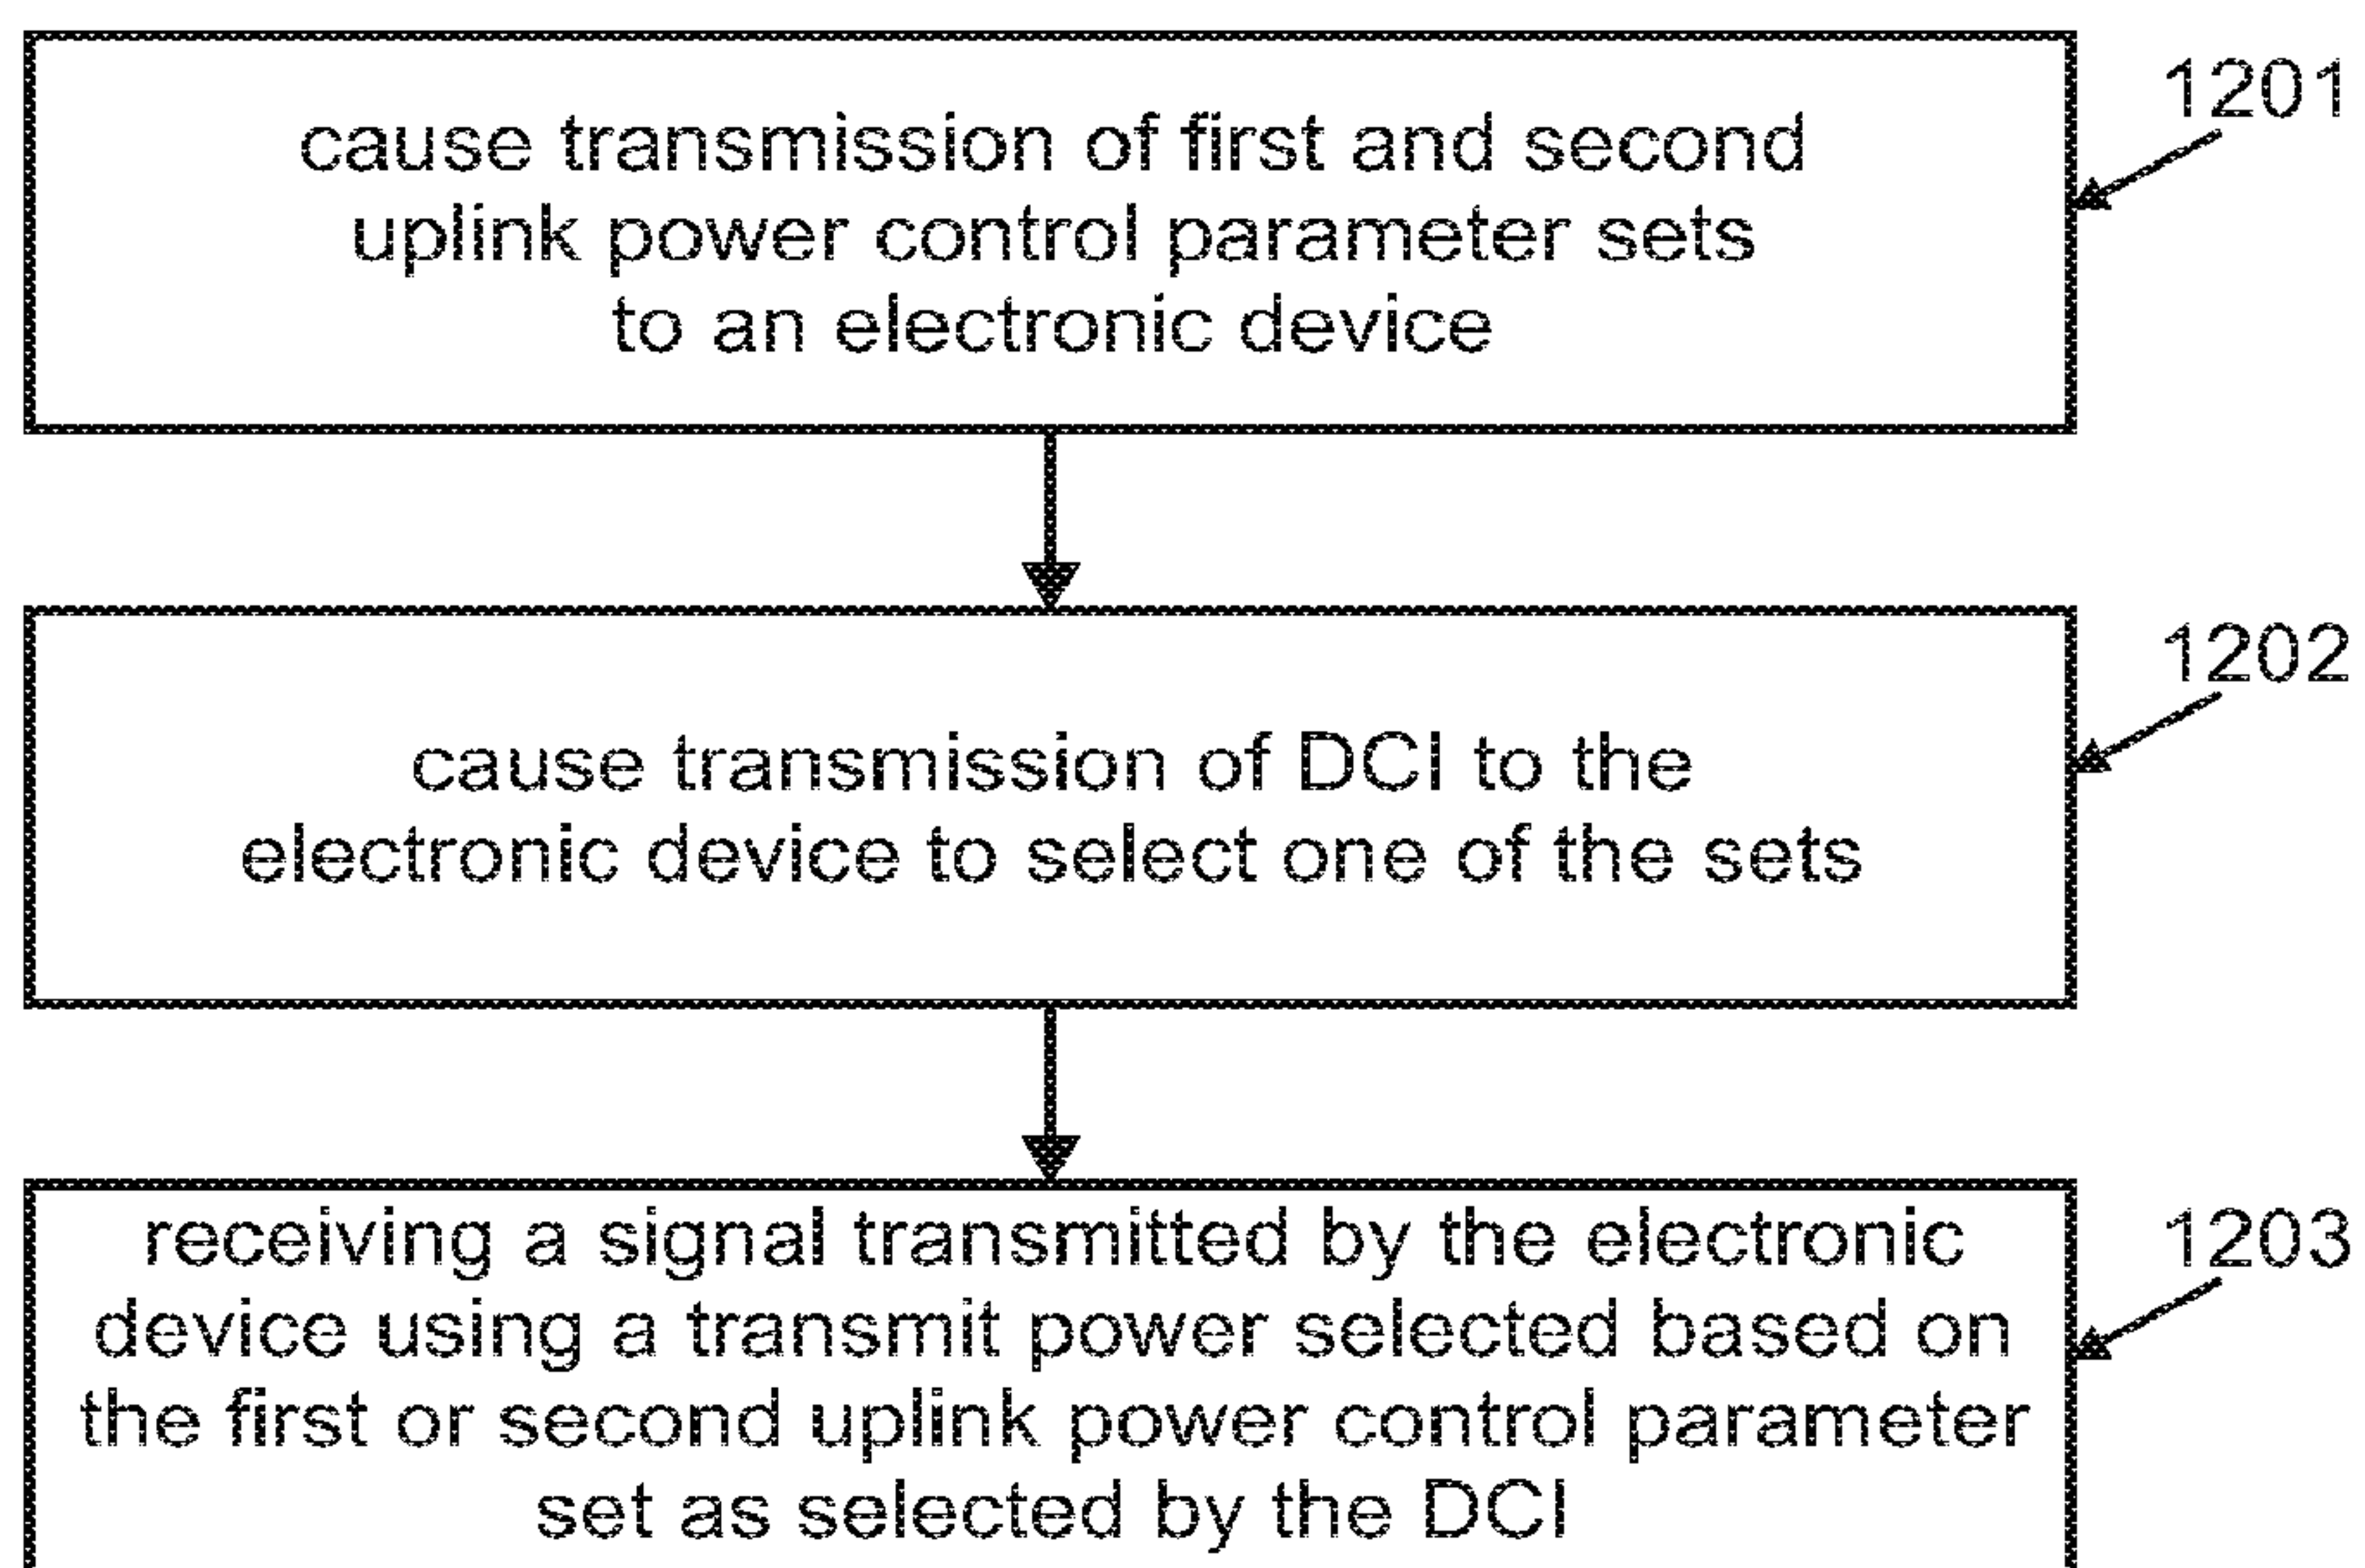 cause transmission of first and second
uplink power control parameter sets
to an electronic device
1201
cause transmission of DCI to the
electronic device to select one of the sets
1202
receiving a signal transmitted by the electronic
device using a transmit power selected based on
the first or second uplink power control parameter
set as selected by the DCI
1203